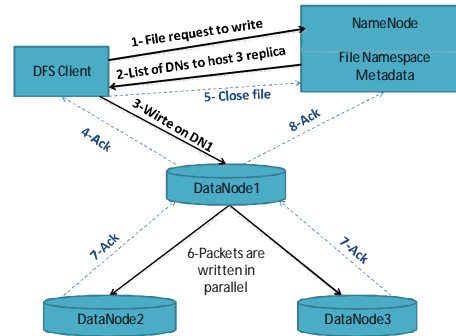 1- File request to write
NameNode
2-List of DNs to host 3 replica
DFS Client
File Namespace
Metadata
5- Close file
3-Wirte on DN1
4-Ack
8-Ack
DataNode1
7-Ack
6-Packets are
written in
parallel
7-Ack
DataNode2
DataNode3